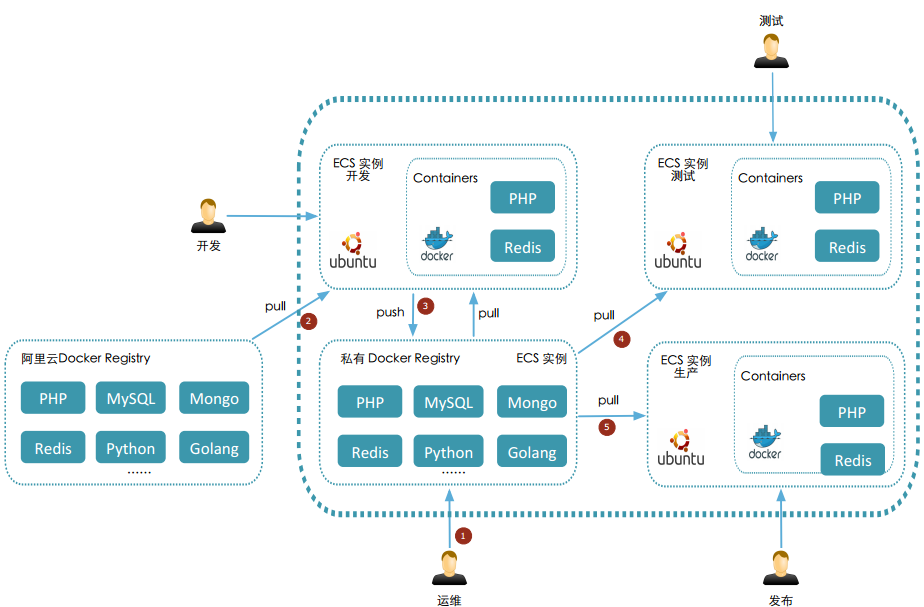 测试
ECS 实例
开发
Containers
PHP
Redis
ubuntu
docker
ECS 实例
测试
Containers
PHP
Redis
ubuntu
docker
开发
pull
2
push
3
pull
pull
4
阿里云Docker Registry
PHP
MySQL
Mongo
Redis
Python
Golang
......
私有 Docker Registry
ECS 实例
PHP
MySQL
Mongo
Redis
Python
Golang
......
pull
5
ECS 实例
生产
Containers
PHP
Redis
ubuntu
docker
1
运维
发布